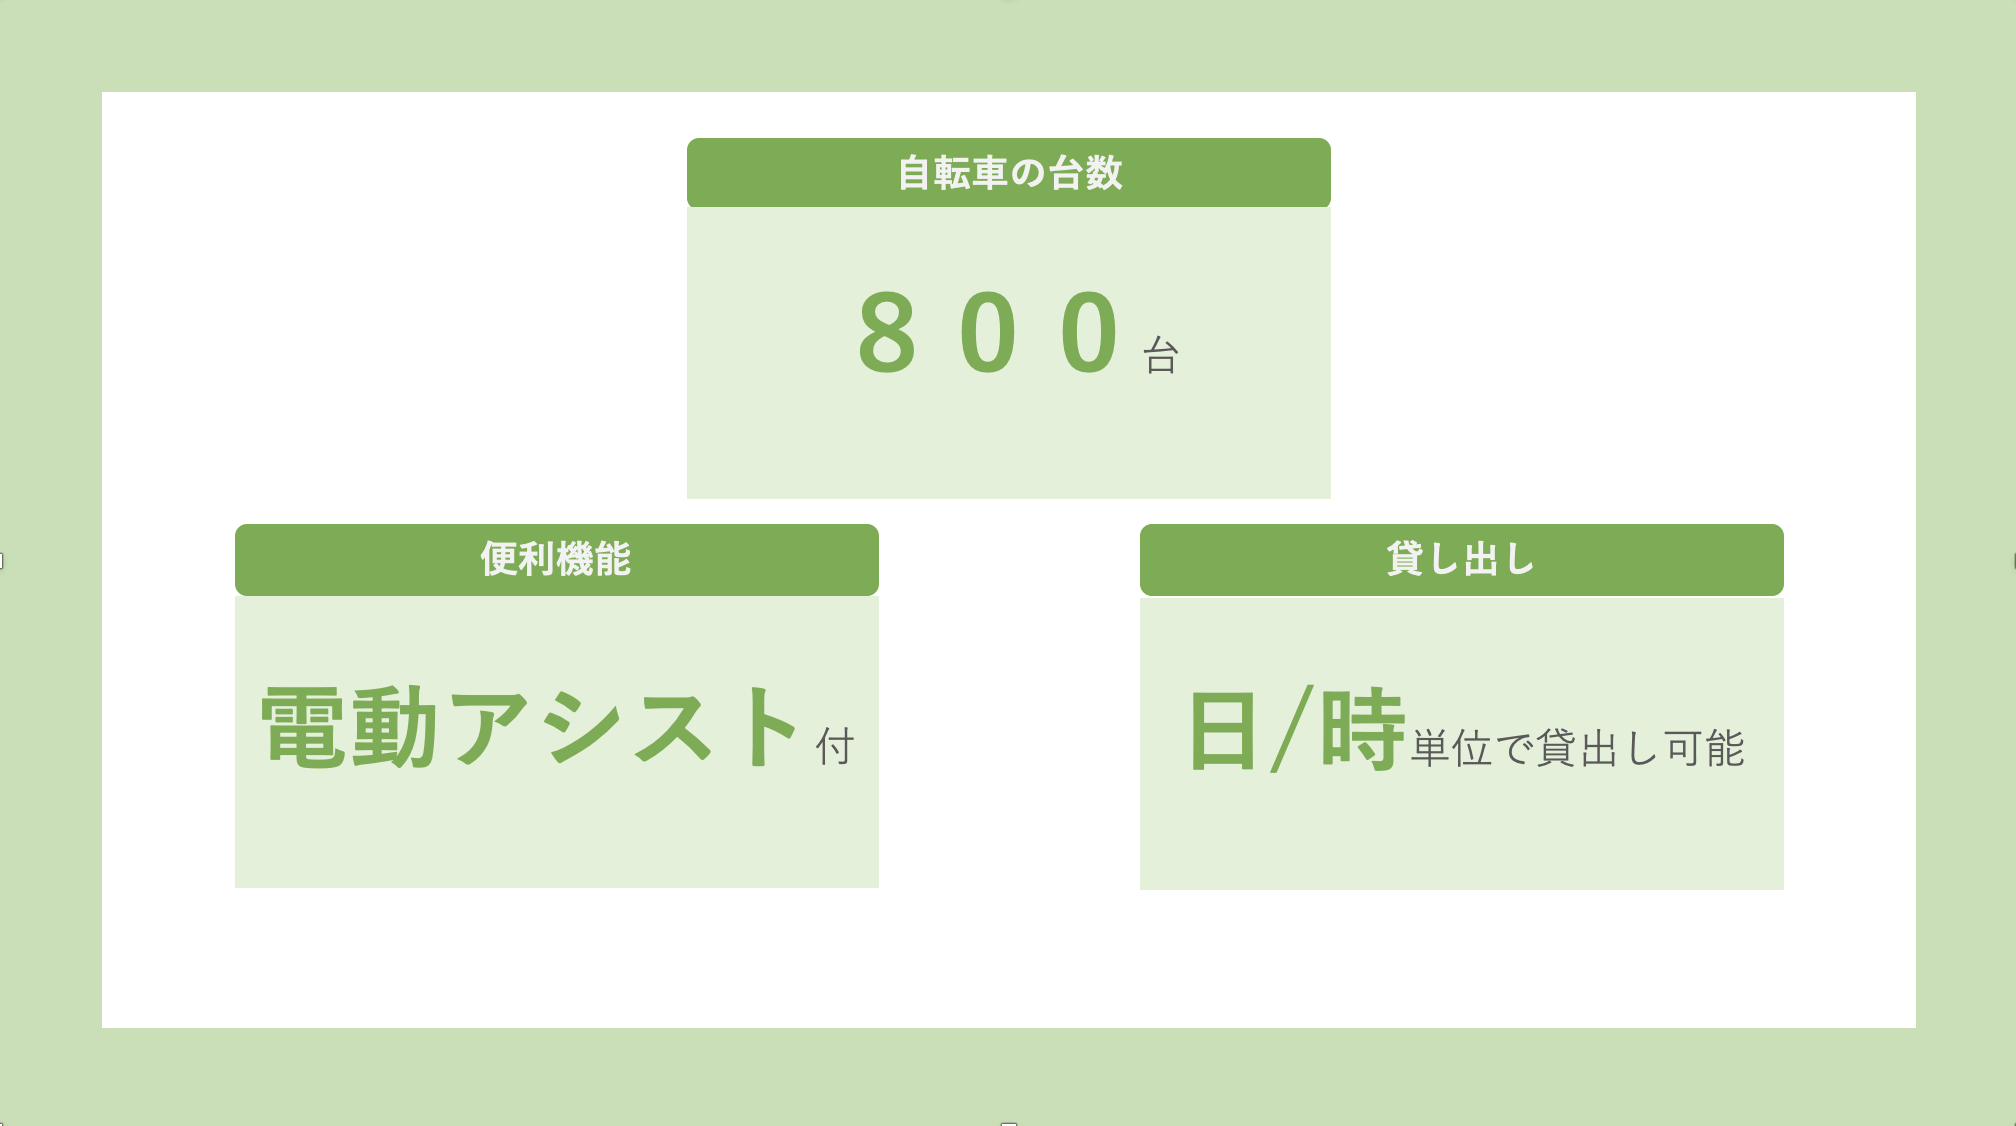 自転車の台数
８００台
便利機能
電動アシスト付
貸し出し
日/時単位で貸出し可能